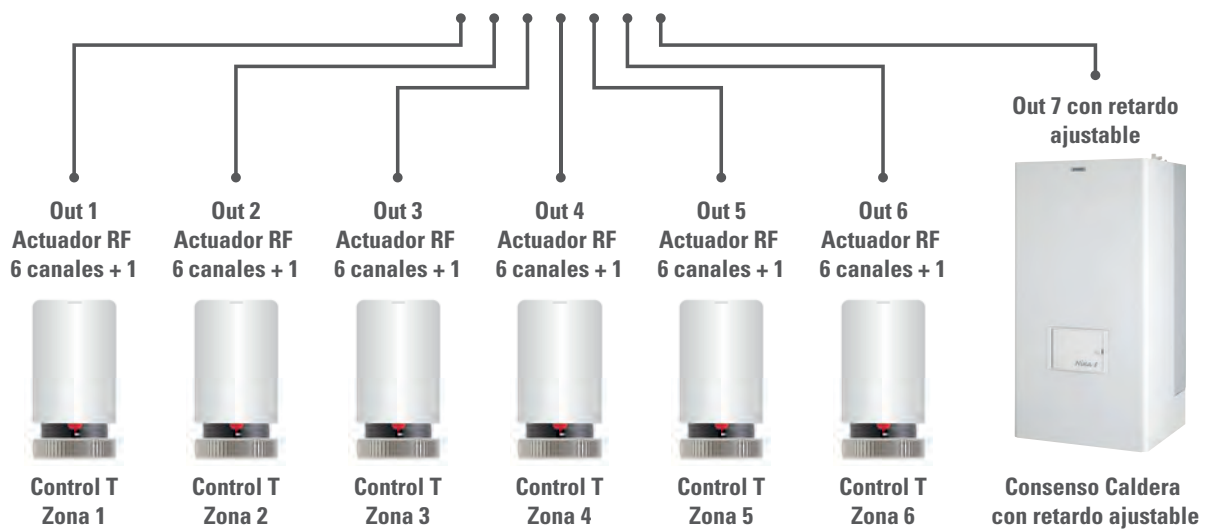 Out 7 con retardo
ajustable
Out 1
Actuador RF
6 canales + 1
Out 2
Actuador RF
6 canales + 1
Out 3
Actuador RF
6 canales + 1
Out 4
Actuador RF
6 canales + 1
Out 5
Actuador RF
6 canales + 1
Out 6
Actuador RF
6 canales + 1
Control T
Zona 1
Control T
Zona 2
Control T
Zona 3
Control T
Zona 4
Control T
Zona 5
Control T
Zona 6
Consenso Caldera
con retardo ajustable